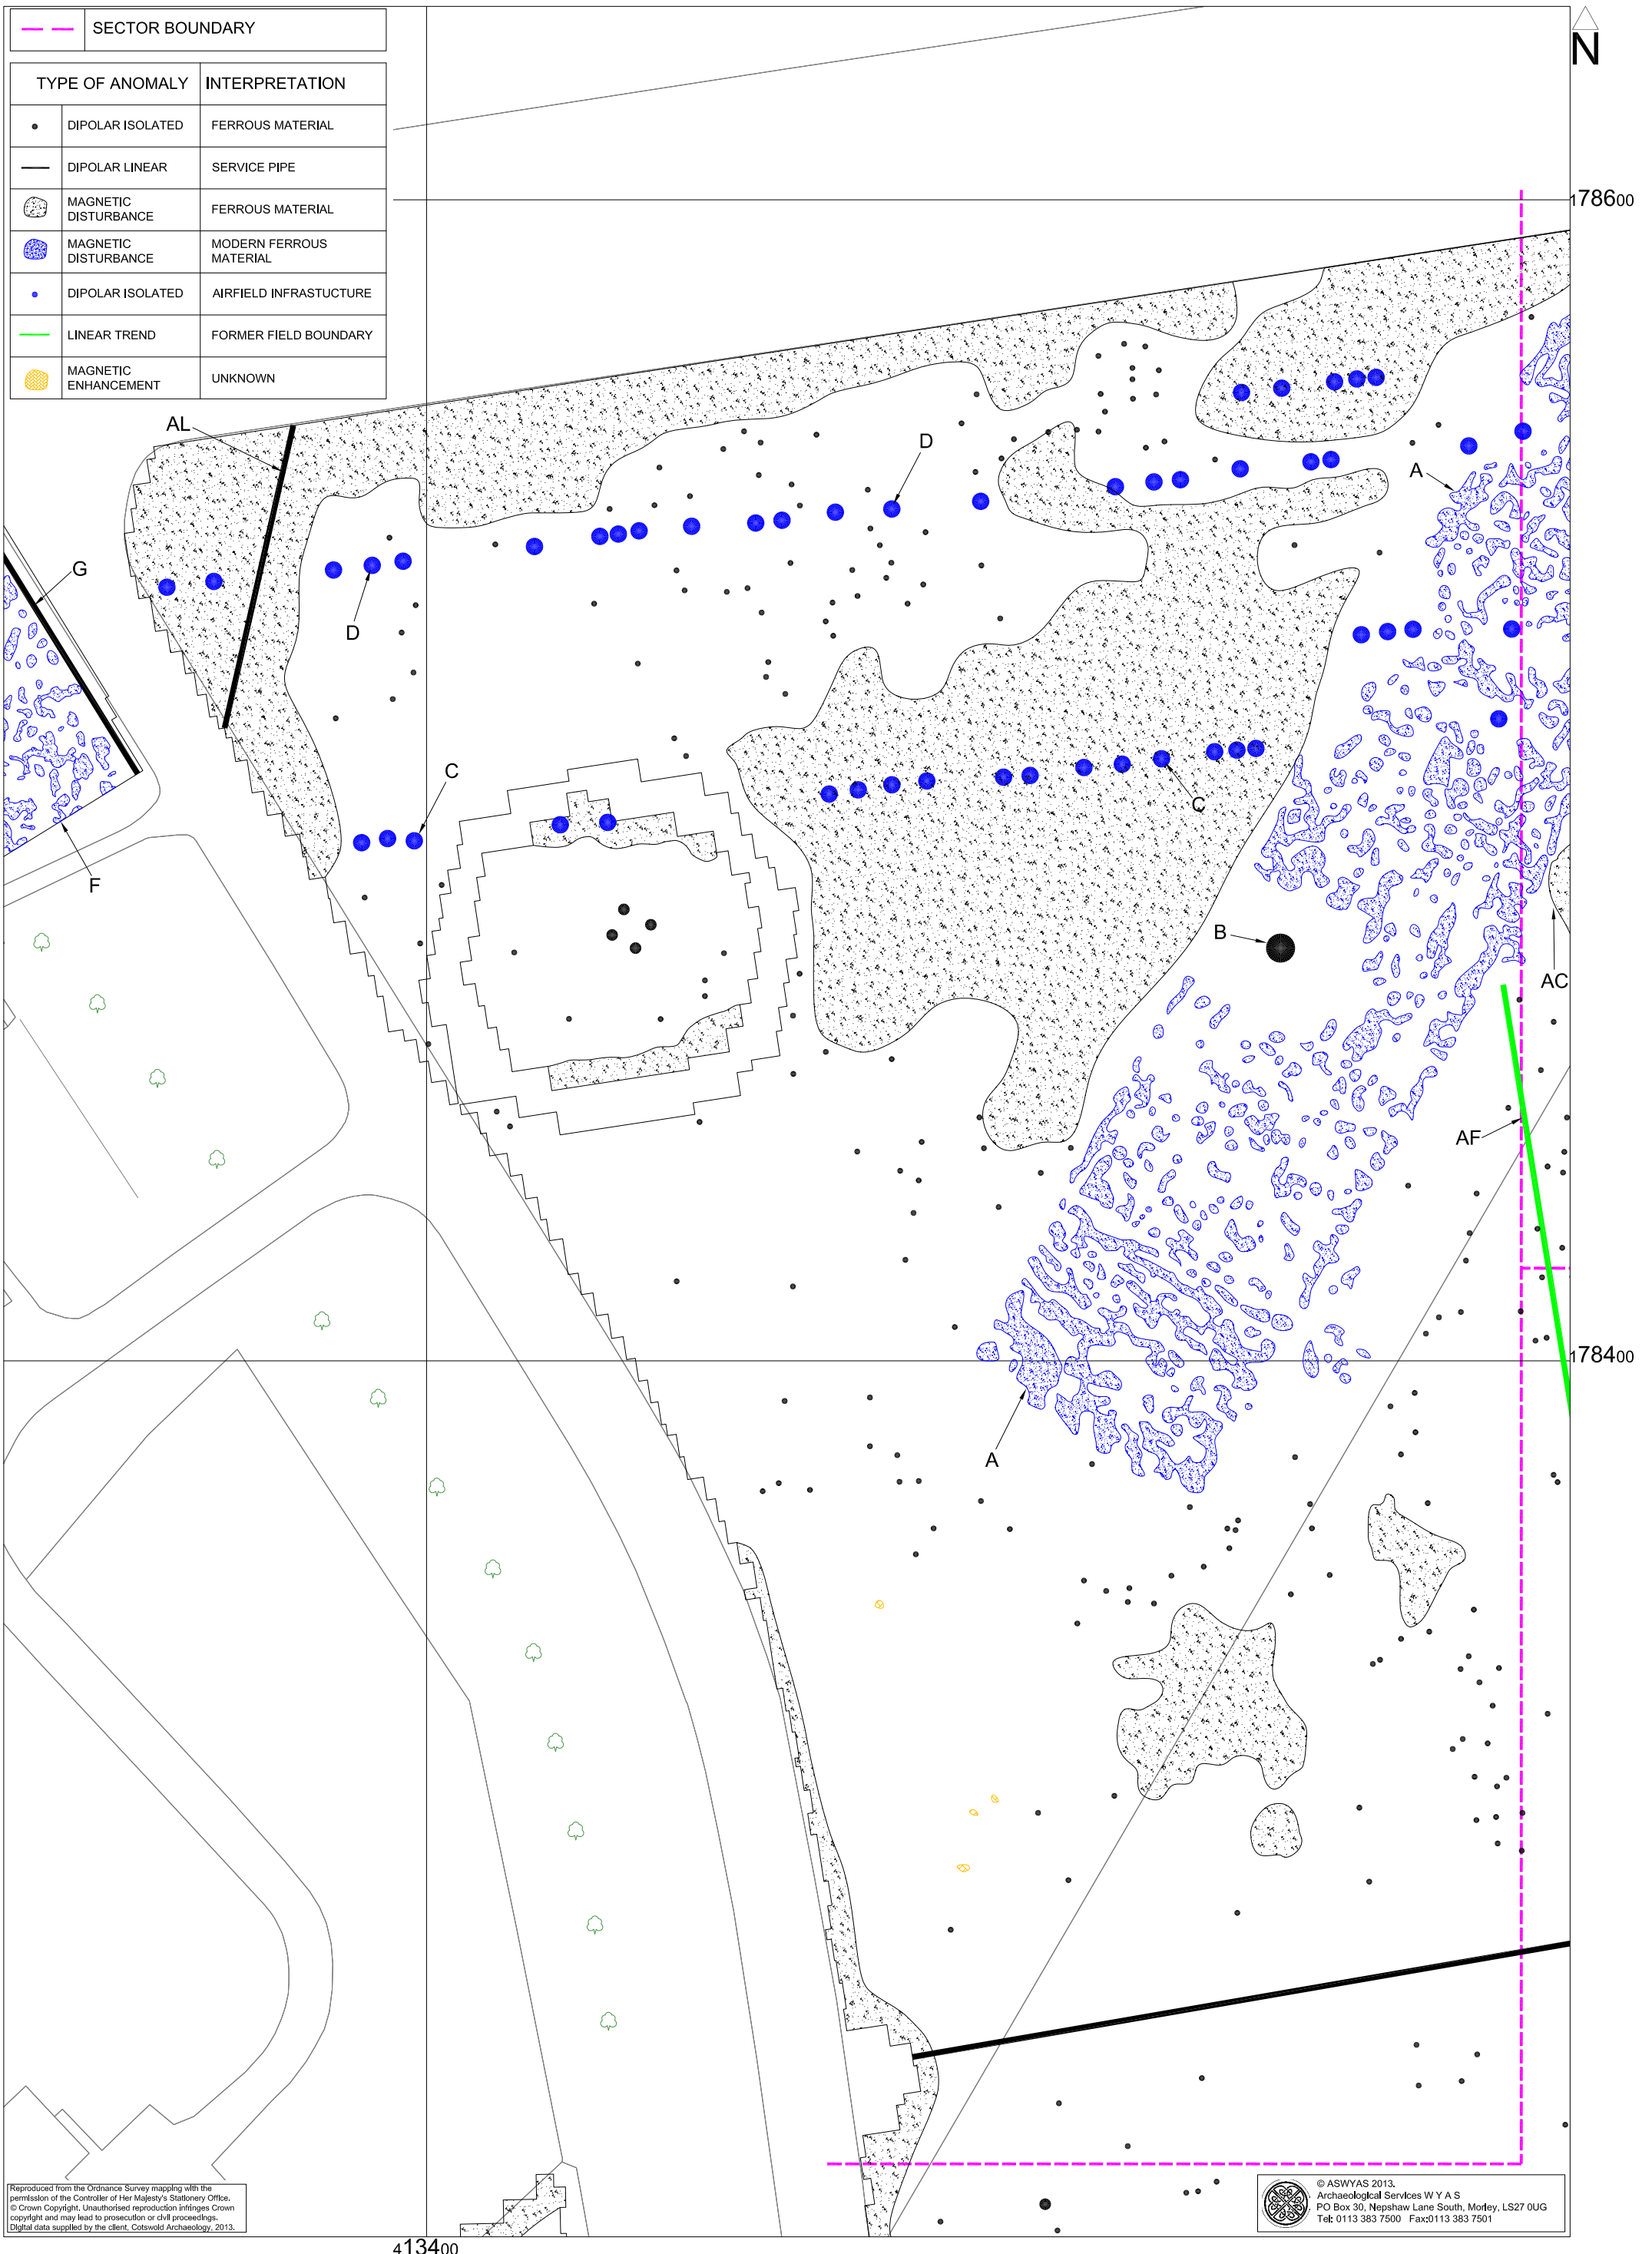 SECTOR BOUNDARY
N
TYPE OF ANOMALY INTERPRETATION
DIPOLAR ISOLATED FERROUS MATERIAL
DIPOLAR LINEAR SERVICE PIPE
MAGNETIC
DISTURBANCE
FERROUS MATERIAL
MAGNETIC
DISTURBANCE
MODERN FERROUS
MATERIAL
DIPOLAR ISOLATED AIRFIELD INFRASTUCTURE
LINEAR TREND FORMER FIELD BOUNDARY
MAGNETIC
ENHANCEMENT
UNKNOWN
178600
AL
D
A
G
D
C
C
F
B
AC
AF
178400
A
Reproduced from the Ordnance Survey mapping with the
permission of the Controller of Her Majesty's Stationery Office.
© Crown Copyright. Unauthorised reproduction infringes Crown
copyright and may lead to prosecution or civil proceedings.
Digital data supplied by the client, Cotswold Archaeology, 2013.
© ASWYAS 2013.
Archaeological Services W Y A S
PO Box 30, Nepshaw Lane South, Morley, LS27 0UG
Tel: 0113 383 7500 Fax:0113 383 7501
413400